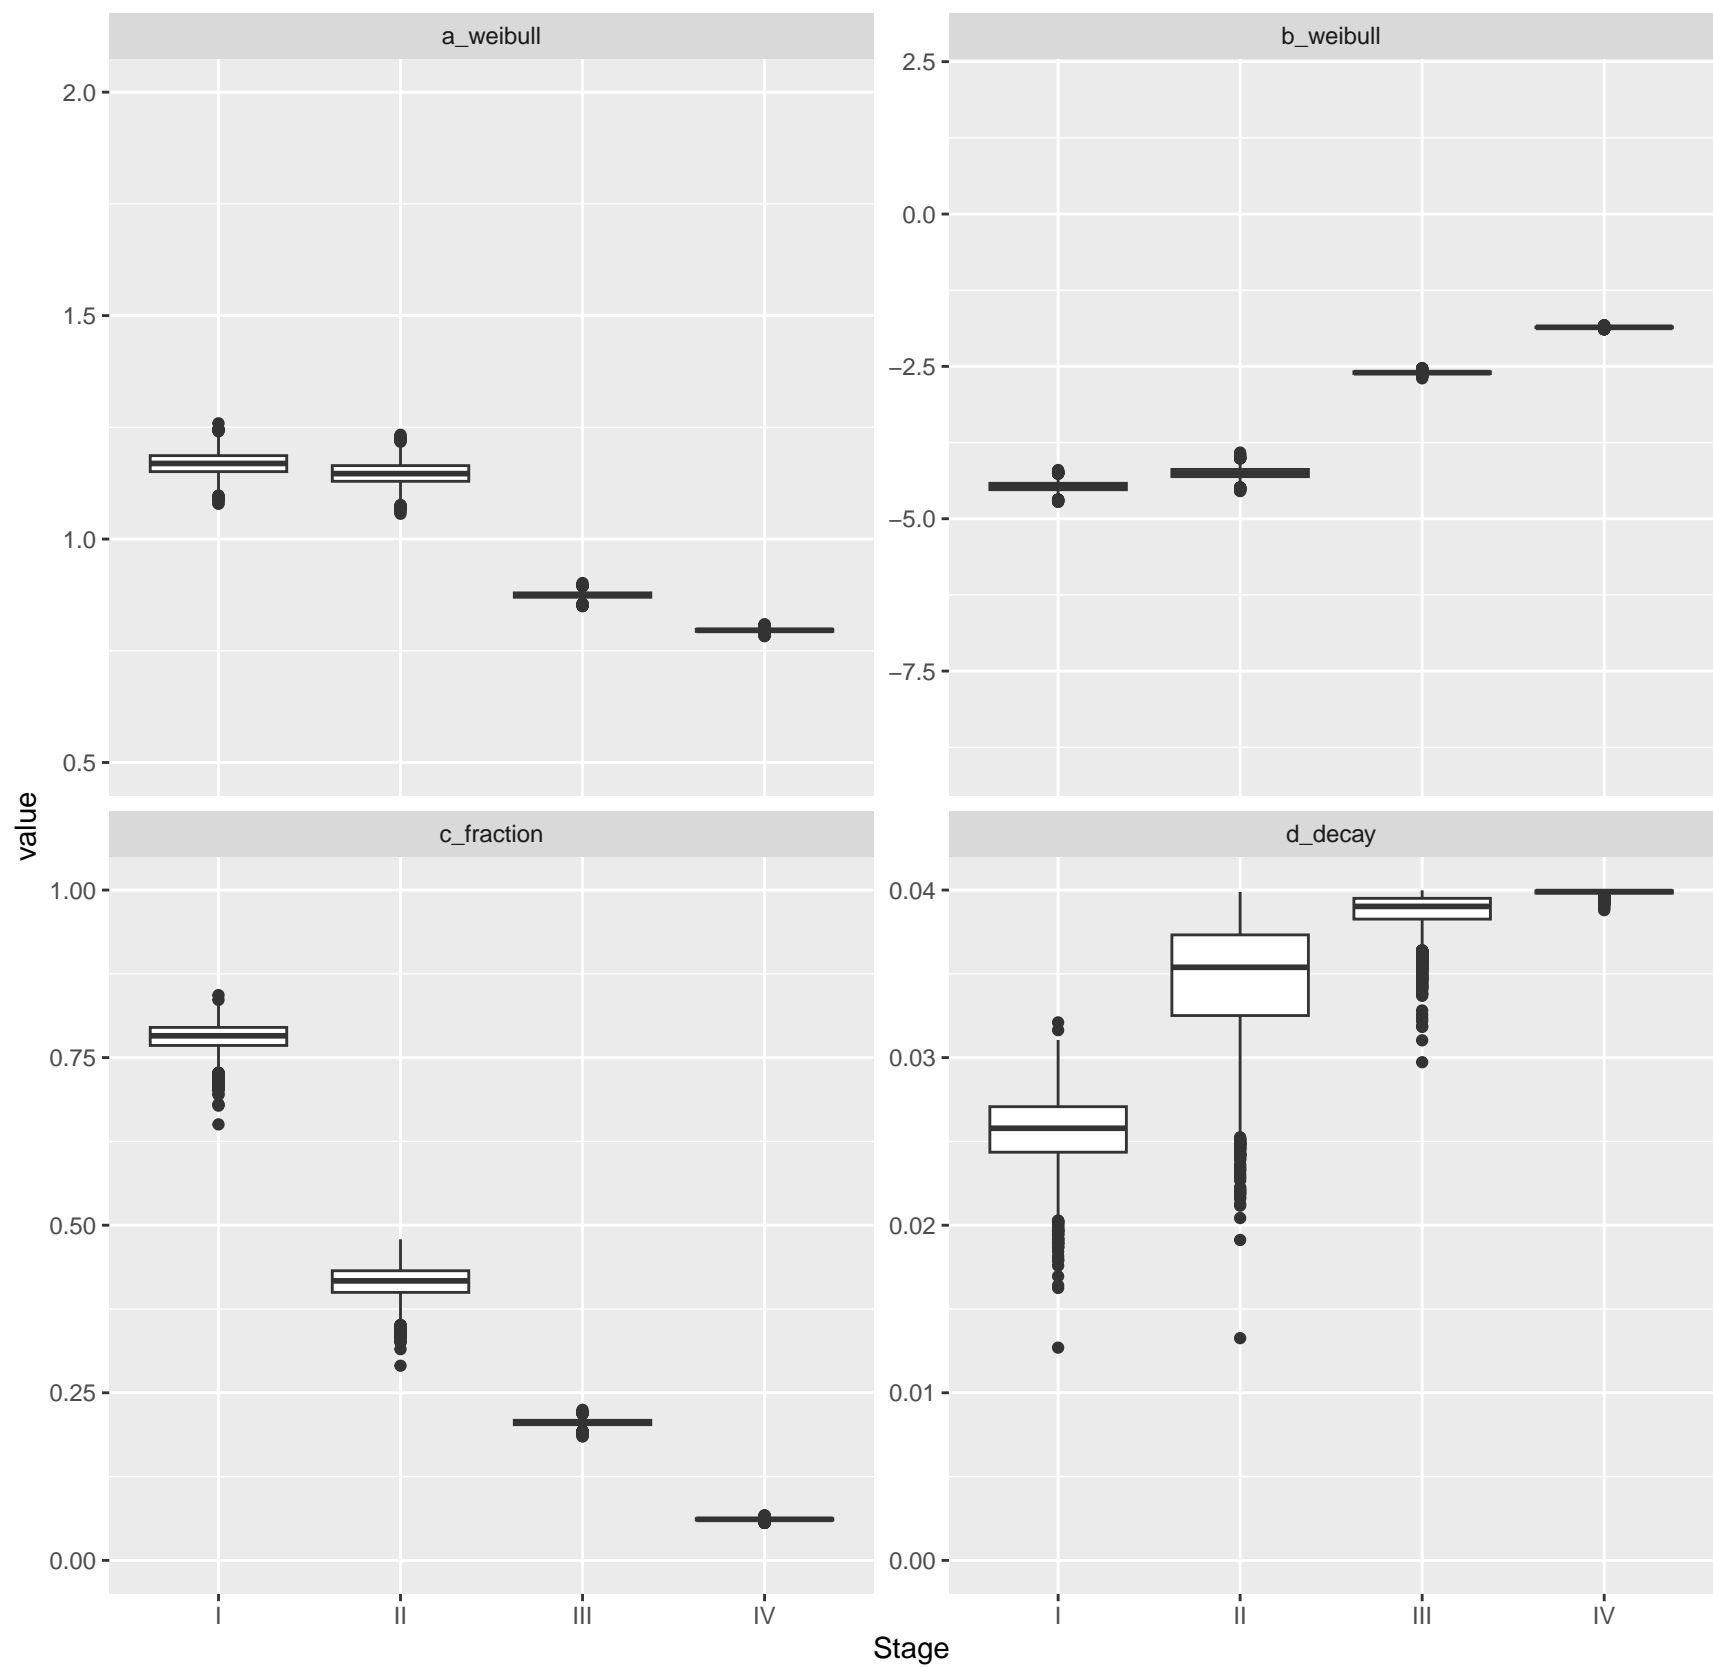 a_weibull
b_weibull
2.0
1.5
1.0
0.5
2.5
0.0
−2.5
−5.0
−7.5
value
c_fraction
d_decay
1.00
0.75
0.50
0.25
0.00
0.04
0.03
0.02
0.01
0.00
I II III IV
I II III IV
Stage